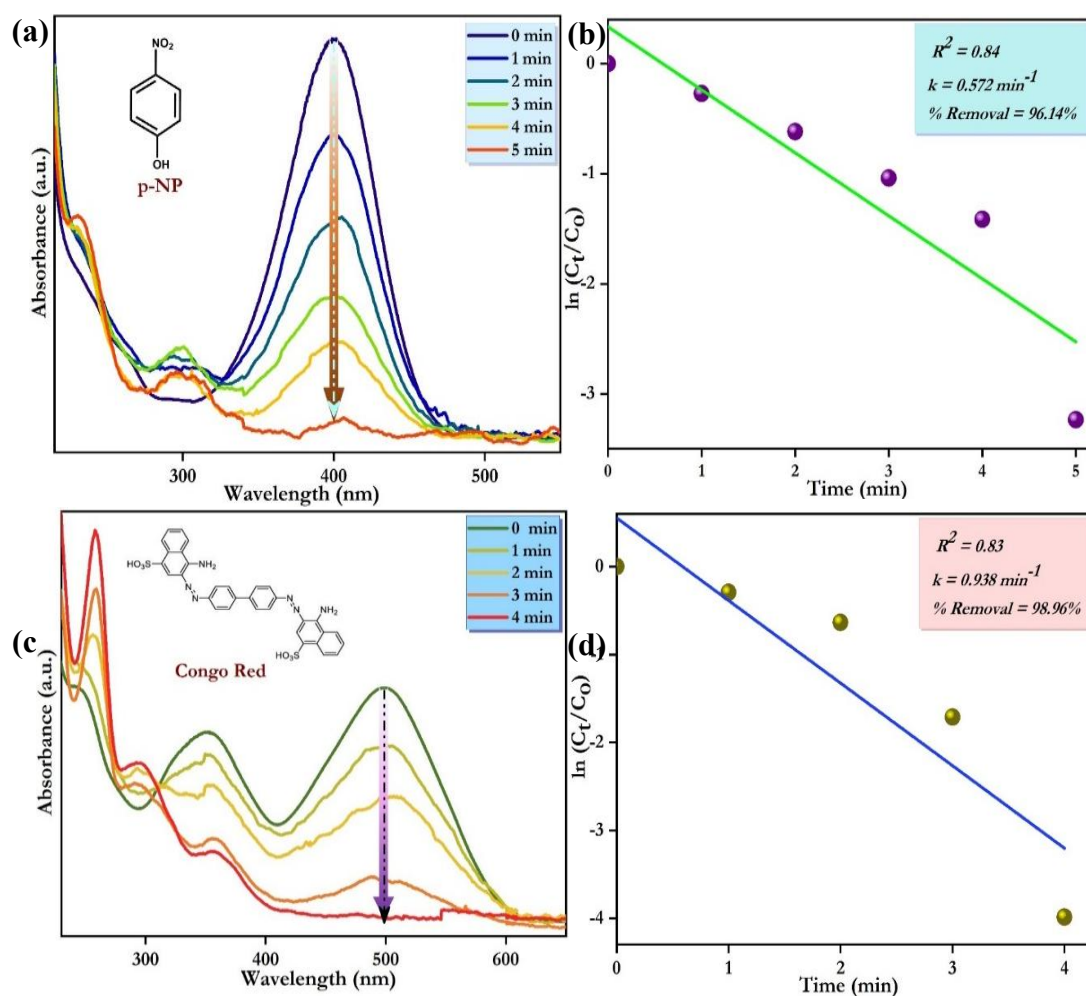 (a)
NO₂
OH
p-NP
0 min
1 min
2 min
3 min
4 min
5 min
Absorbance (a.u.)
300
400
500
Wavelength (nm)
(b)
R² = 0.84
k = 0.572 min⁻¹
% Removal = 96.14%
ln (Cₜ/Cₒ)
0
-1
-2
-3
0
1
2
3
4
5
Time (min)
(c)
0 min
1 min
2 min
3 min
4 min
NH₂
HO₃S
N
N
N
N
NH₂
HO₃S
Congo Red
Absorbance (a.u.)
300
400
500
600
Wavelength (nm)
(d)
R² = 0.83
k = 0.938 min⁻¹
% Removal = 98.96%
ln (Cₜ/Cₒ)
0
-1
-2
-3
-4
0
1
2
3
4
Time (min)